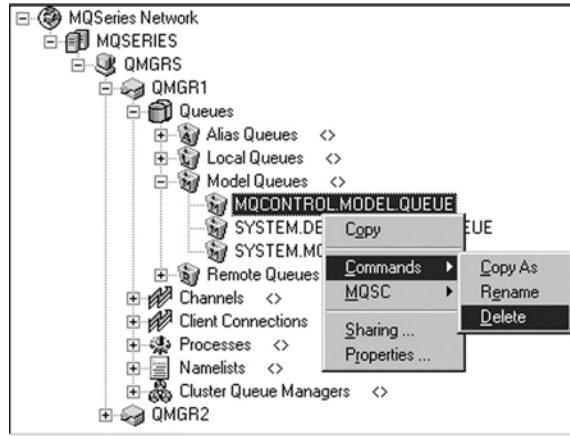 MQSeries Network
MQSERIES
QMGRS
QMGR1
Queues
Alias Queues <>
Local Queues <>
Model Queues <>
MQCONTROL.MODEL.QUEUE
SYSTEM.DE EUE
SYSTEM.MO
Remote Queues
Channels <>
Client Connections
Processes <>
Namelists <>
Cluster Queue Managers <>
QMGR2
Copy
Commands
MQSC
Sharing ...
Properties ...
Copy As
Rename
Delete